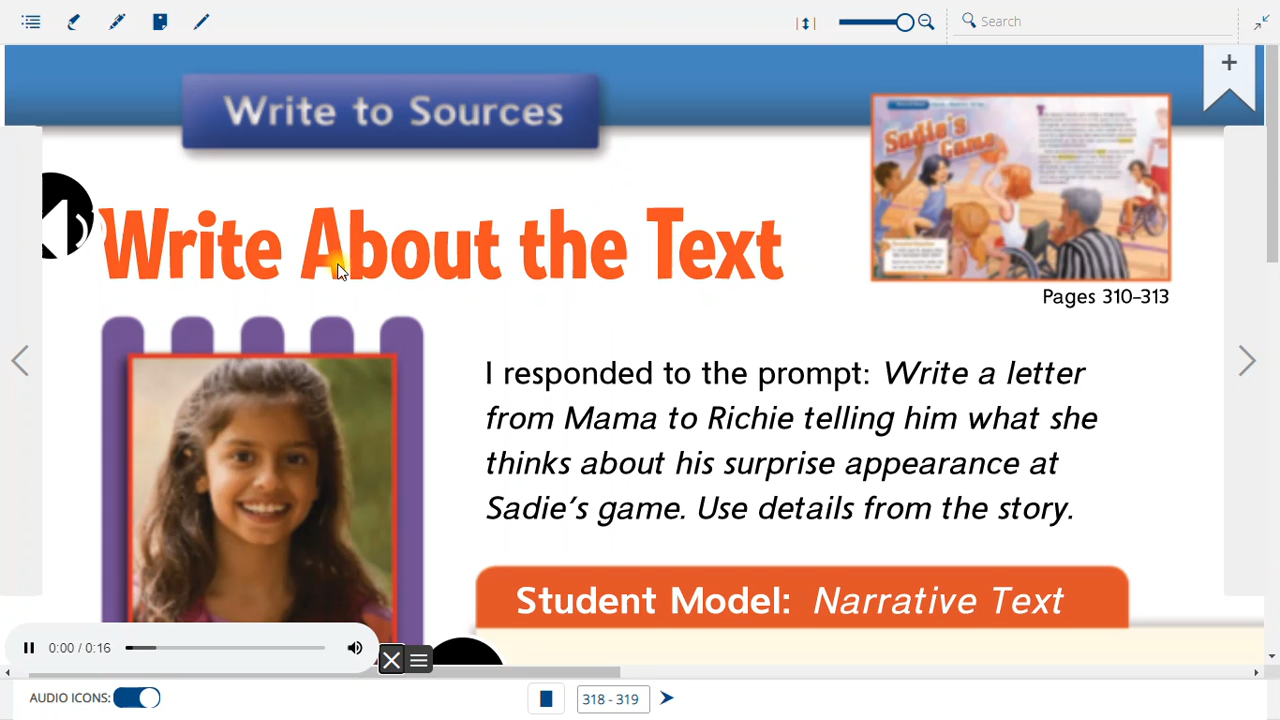 Search
Write to Sources
Sadie's
Game
Write About the Text
Pages 310–313
I responded to the prompt: Write a letter
from Mama to Richie telling him what she
thinks about his surprise appearance at
Sadie's game. Use details from the story.
Student Model: Narrative Text
0:00 / 0:16
AUDIO ICONS:
318 - 319